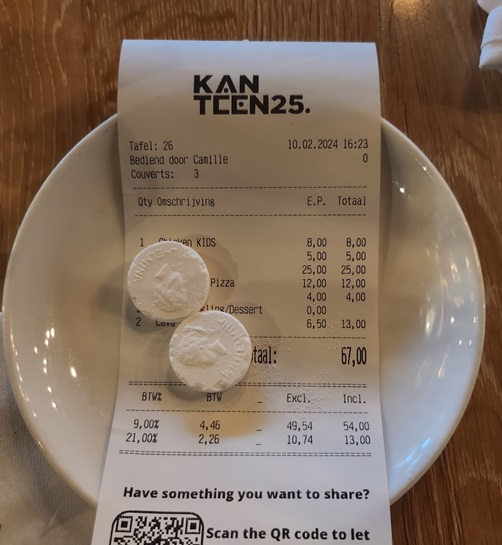 KAN
TEEN25.
Tafel: 26 10.02.2024 16:23
Bediend door Camille 0
Couverts: 3
Qty Omschrijving E.P. Totaal
1 KIDS 8,00 8,00
5,00 5,00
25,00 25,00
Pizza 12,00 12,00
4,00 4,00
/Dessert 0,00
2 Cava 6,50 13,00
taal: 67,00
BTW% BTW _ Excl. Incl.
9,00% 4,46 _ 49,54 54,00
21,00% 2,26 _ 10,74 13,00
Have something you want to share?
Scan the QR code to let